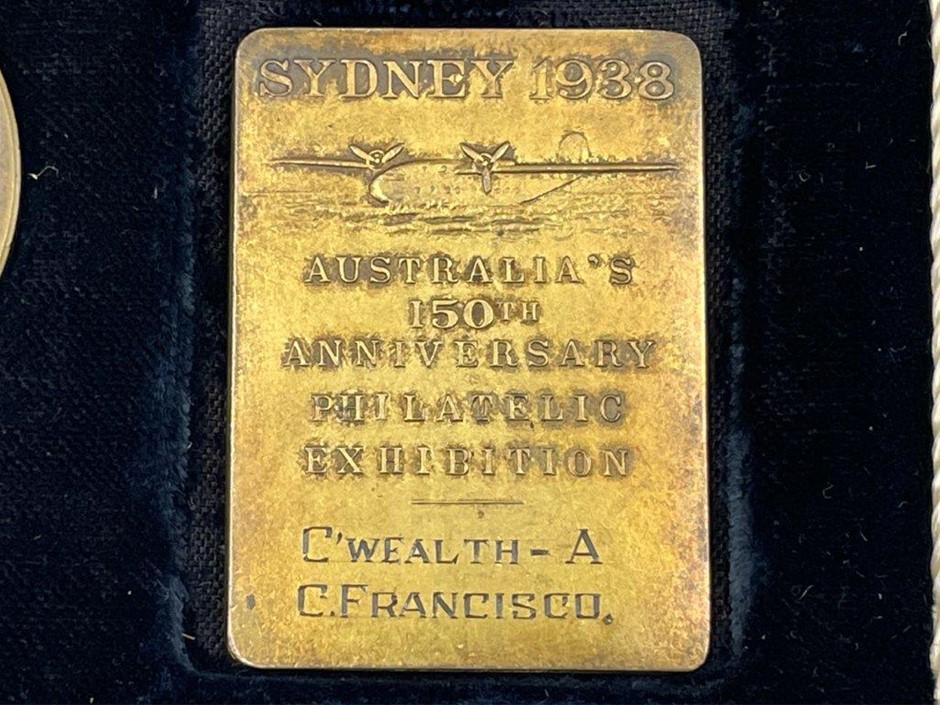 SYDNEY 1938
AUSTRALIA'S
150TH
ANNIVERSARY
PHILATELIC
EXHIBITION
C'WEALTH - A
C. FRANCISCO.